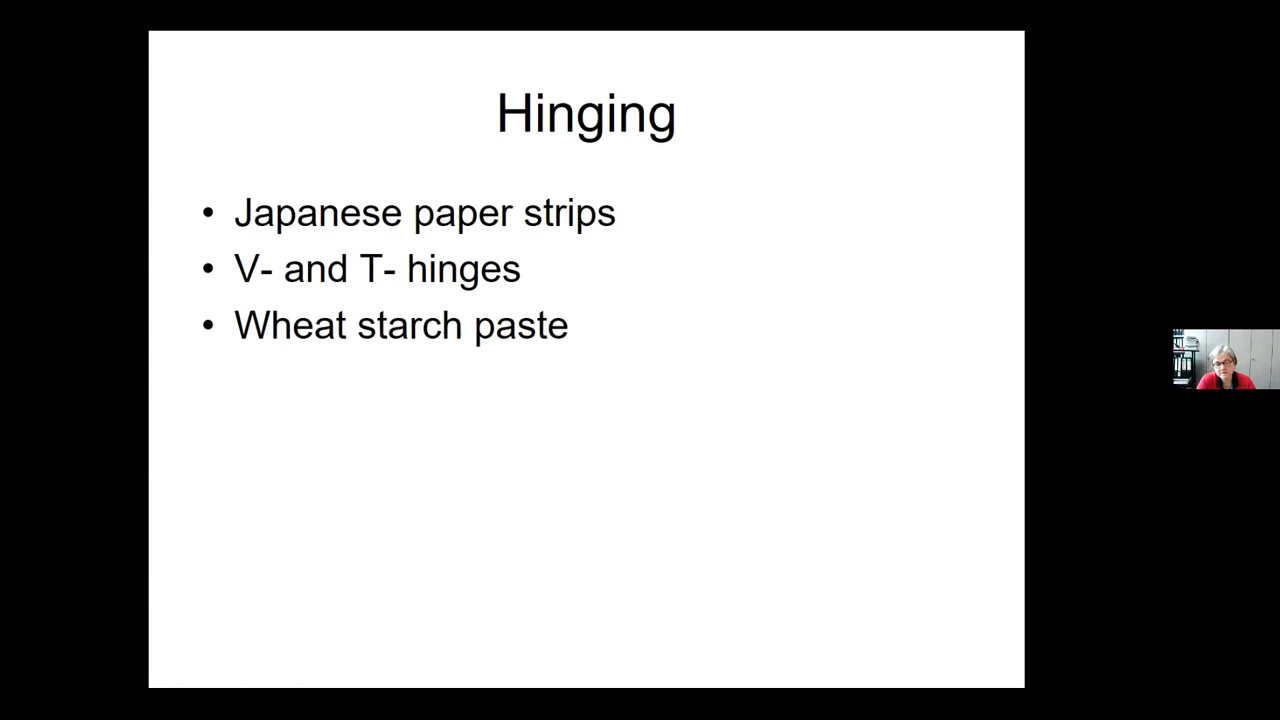 Hinging
• Japanese paper strips
• V- and T- hinges
• Wheat starch paste